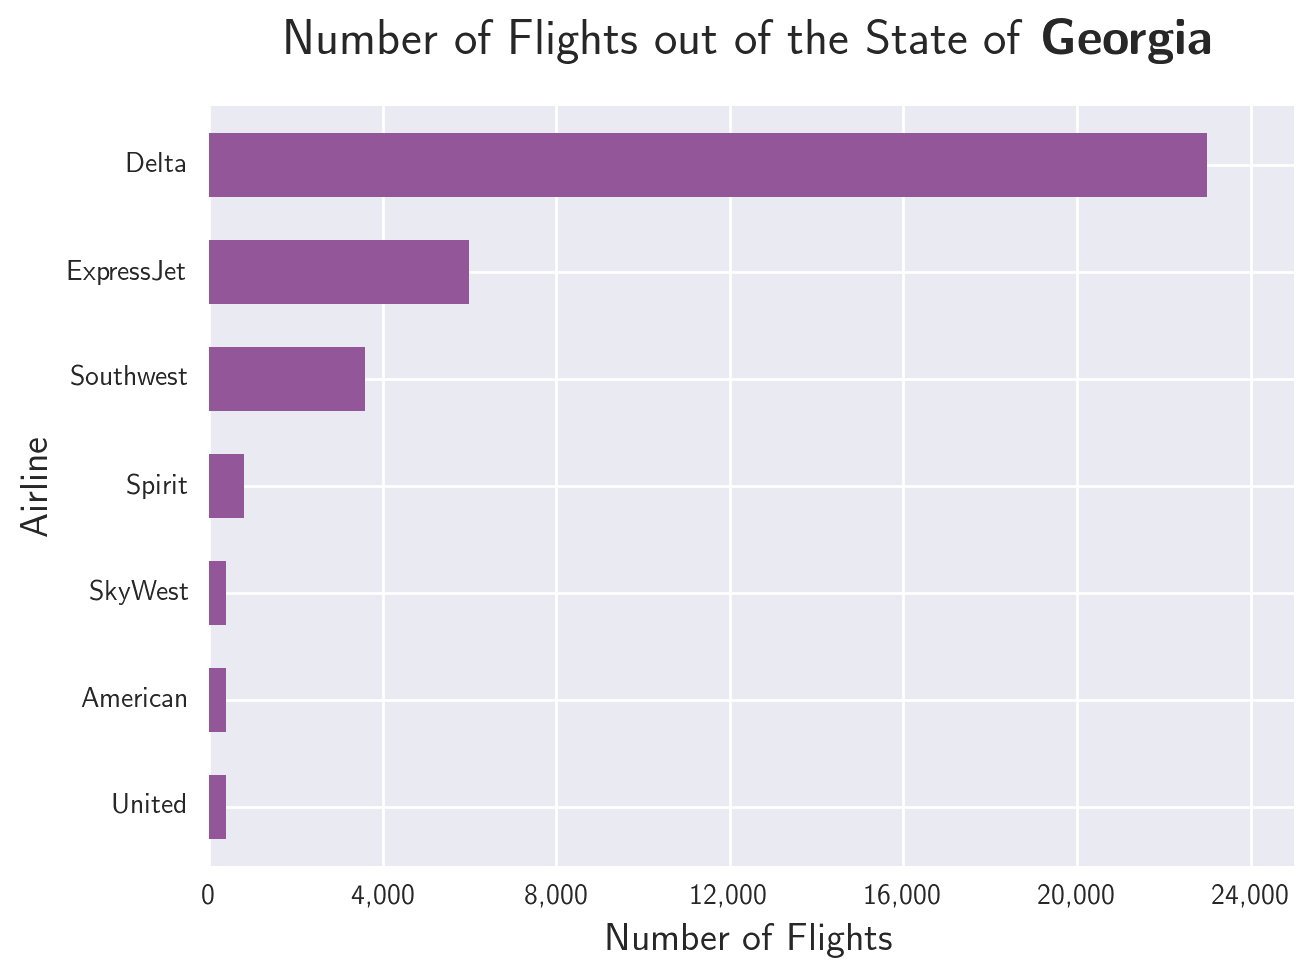 Number of Flights out of the State of Georgia
Delta
ExpressJet
Southwest
Spirit
SkyWest
American
United
Airline
0 4,000 8,000 12,000 16,000 20,000 24,000
Number of Flights